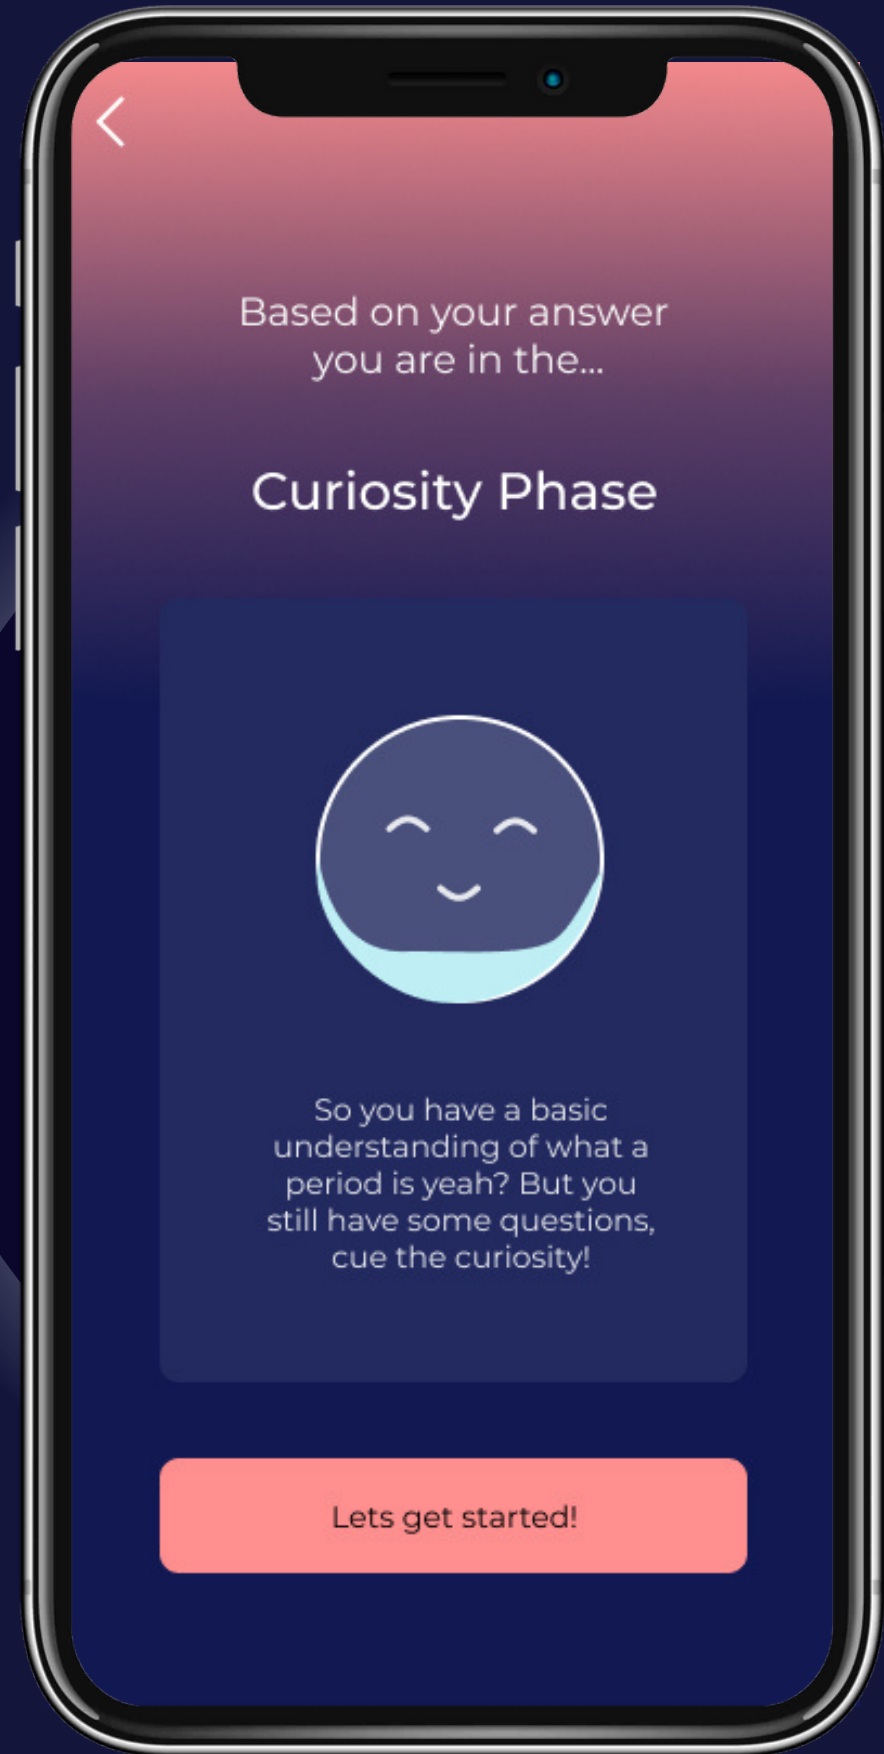 Based on your answer
you are in the...
Curiosity Phase
So you have a basic
understanding of what a
period is yeah? But you
still have some questions,
cue the curiosity!
Lets get started!